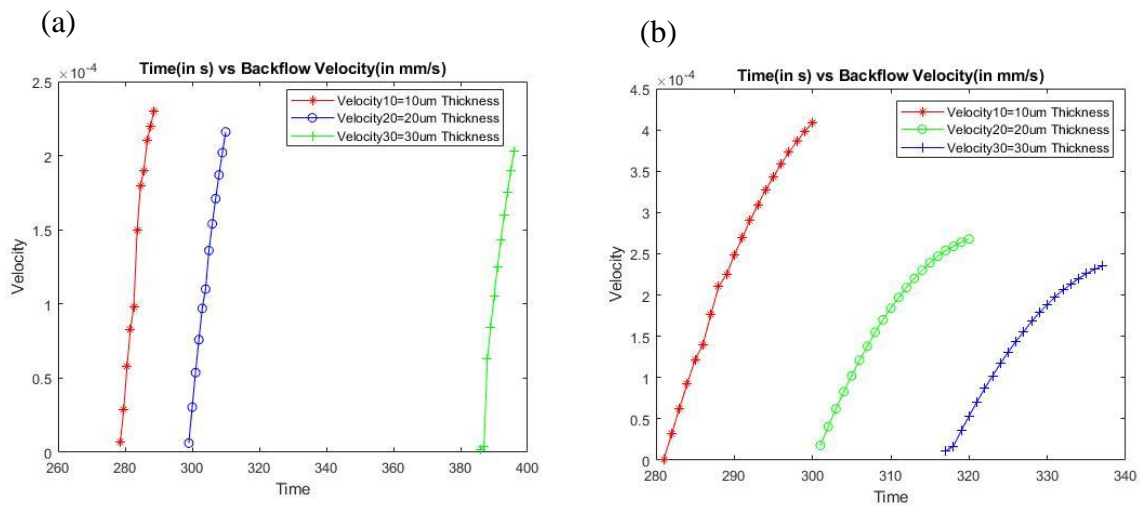 (a)
Time(in s) vs Backflow Velocity(in mm/s)
×10⁻⁴
2.5
2
1.5
1
0.5
0
Velocity
Velocity10=10um Thickness
Velocity20=20um Thickness
Velocity30=30um Thickness
260 280 300 320 340 360 380 400
Time
(b)
Time(in s) vs Backflow Velocity(in mm/s)
×10⁻⁴
4.5
4
3.5
3
2.5
2
1.5
1
0.5
0
Velocity
Velocity10=10um Thickness
Velocity20=20um Thickness
Velocity30=30um Thickness
280 290 300 310 320 330 340
Time